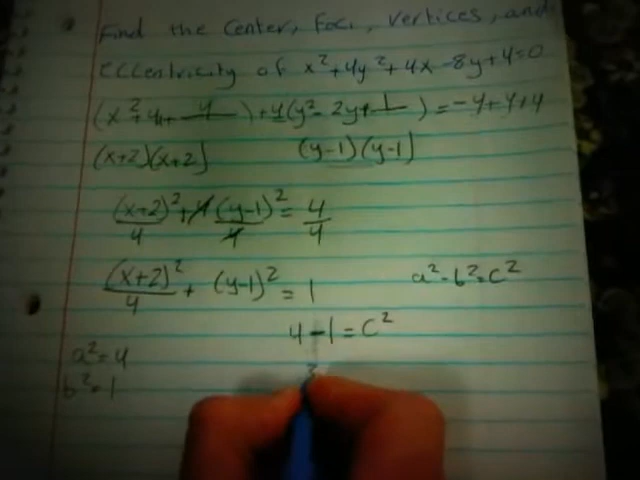 Find the Center, Foci, Vertices, and
Eccentricity of x²+4y²+4x-8y+4=0
(x²+4x+ 4 )+4(y²-2y+ 1 )=-4+4+4
(x+2)(x+2) (y-1)(y-1)
(x+2)²/4 + 4(y-1)²/4 = 4/4
(x+2)²/4 + (y-1)² = 1 a²-b²=c²
4-1=c²
a²=4
b²=1
3